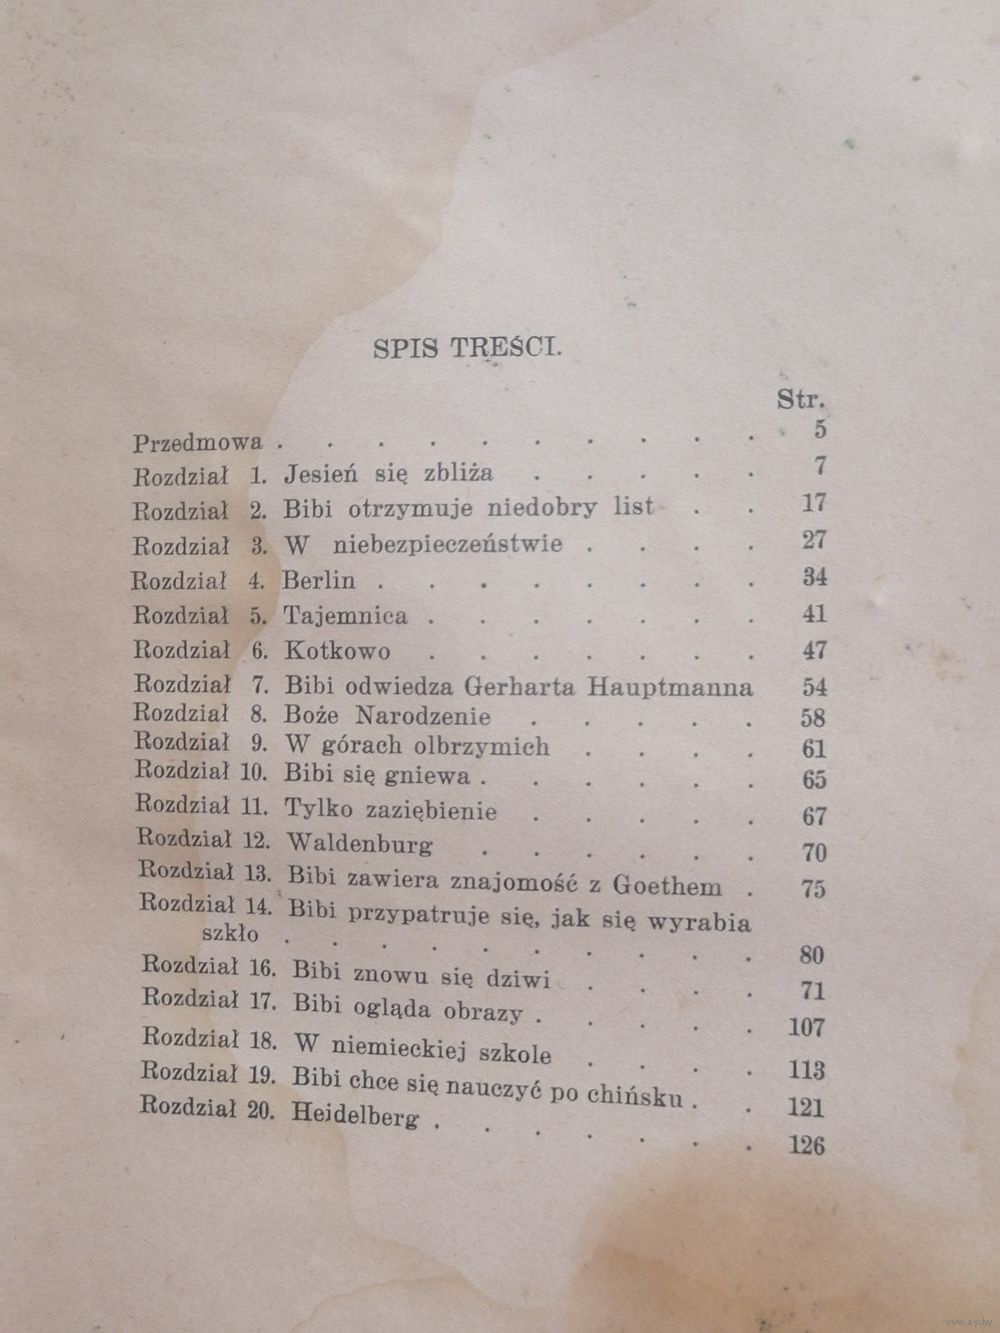 SPIS TREŚCI.
Str.
Przedmowa . . . . . . . . . . 5
Rozdział 1. Jesień się zbliża . . . . . 7
Rozdział 2. Bibi otrzymuje niedobry list . . 17
Rozdział 3. W niebezpieczeństwie . . . . 27
Rozdział 4. Berlin . . . . . . . . 34
Rozdział 5. Tajemnica . . . . . . . 41
Rozdział 6. Kotkowo . . . . . . . 47
Rozdział 7. Bibi odwiedza Gerharta Hauptmanna 54
Rozdział 8. Boże Narodzenie . . . . . 58
Rozdział 9. W górach olbrzymich . . . . 61
Rozdział 10. Bibi się gniewa . . . . . . 65
Rozdział 11. Tylko zaziębienie . . . . . 67
Rozdział 12. Waldenburg . . . . . . 70
Rozdział 13. Bibi zawiera znajomość z Goethem . 75
Rozdział 14. Bibi przypatruje się, jak się wyrabia
szkło . . . . . . . . . . 80
Rozdział 16. Bibi znowu się dziwi . . . . 71
Rozdział 17. Bibi ogląda obrazy . . . . . 107
Rozdział 18. W niemieckiej szkole . . . . 113
Rozdział 19. Bibi chce się nauczyć po chińsku . . 121
Rozdział 20. Heidelberg . . . . . . . 126
www.ay.by